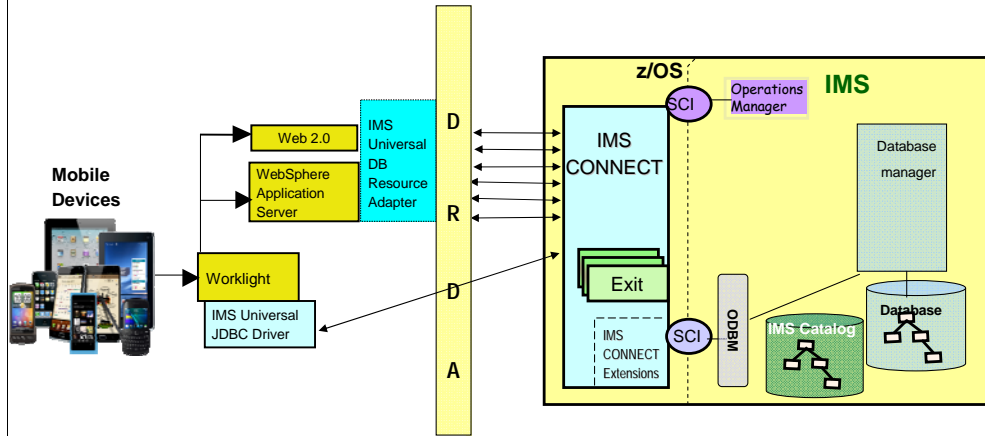 Mobile
Devices
Web 2.0
WebSphere
Application
Server
IMS
Universal
DB
Resource
Adapter
Worklight
IMS Universal
JDBC Driver
D
R
D
A
z/OS
IMS
SCI
Operations
Manager
IMS
CONNECT
Exit
IMS
CONNECT
Extensions
SCI
ODBM
Database
manager
IMS Catalog
Database